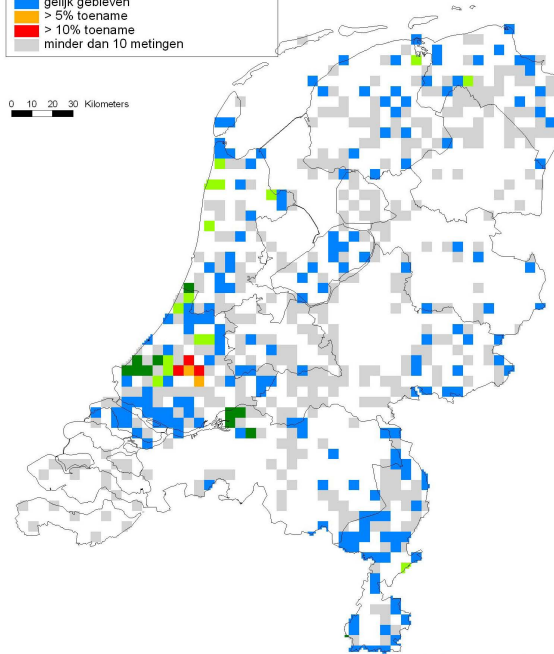 gelijk gebleven
> 5% toename
> 10% toename
minder dan 10 metingen
0 10 20 30 Kilometers